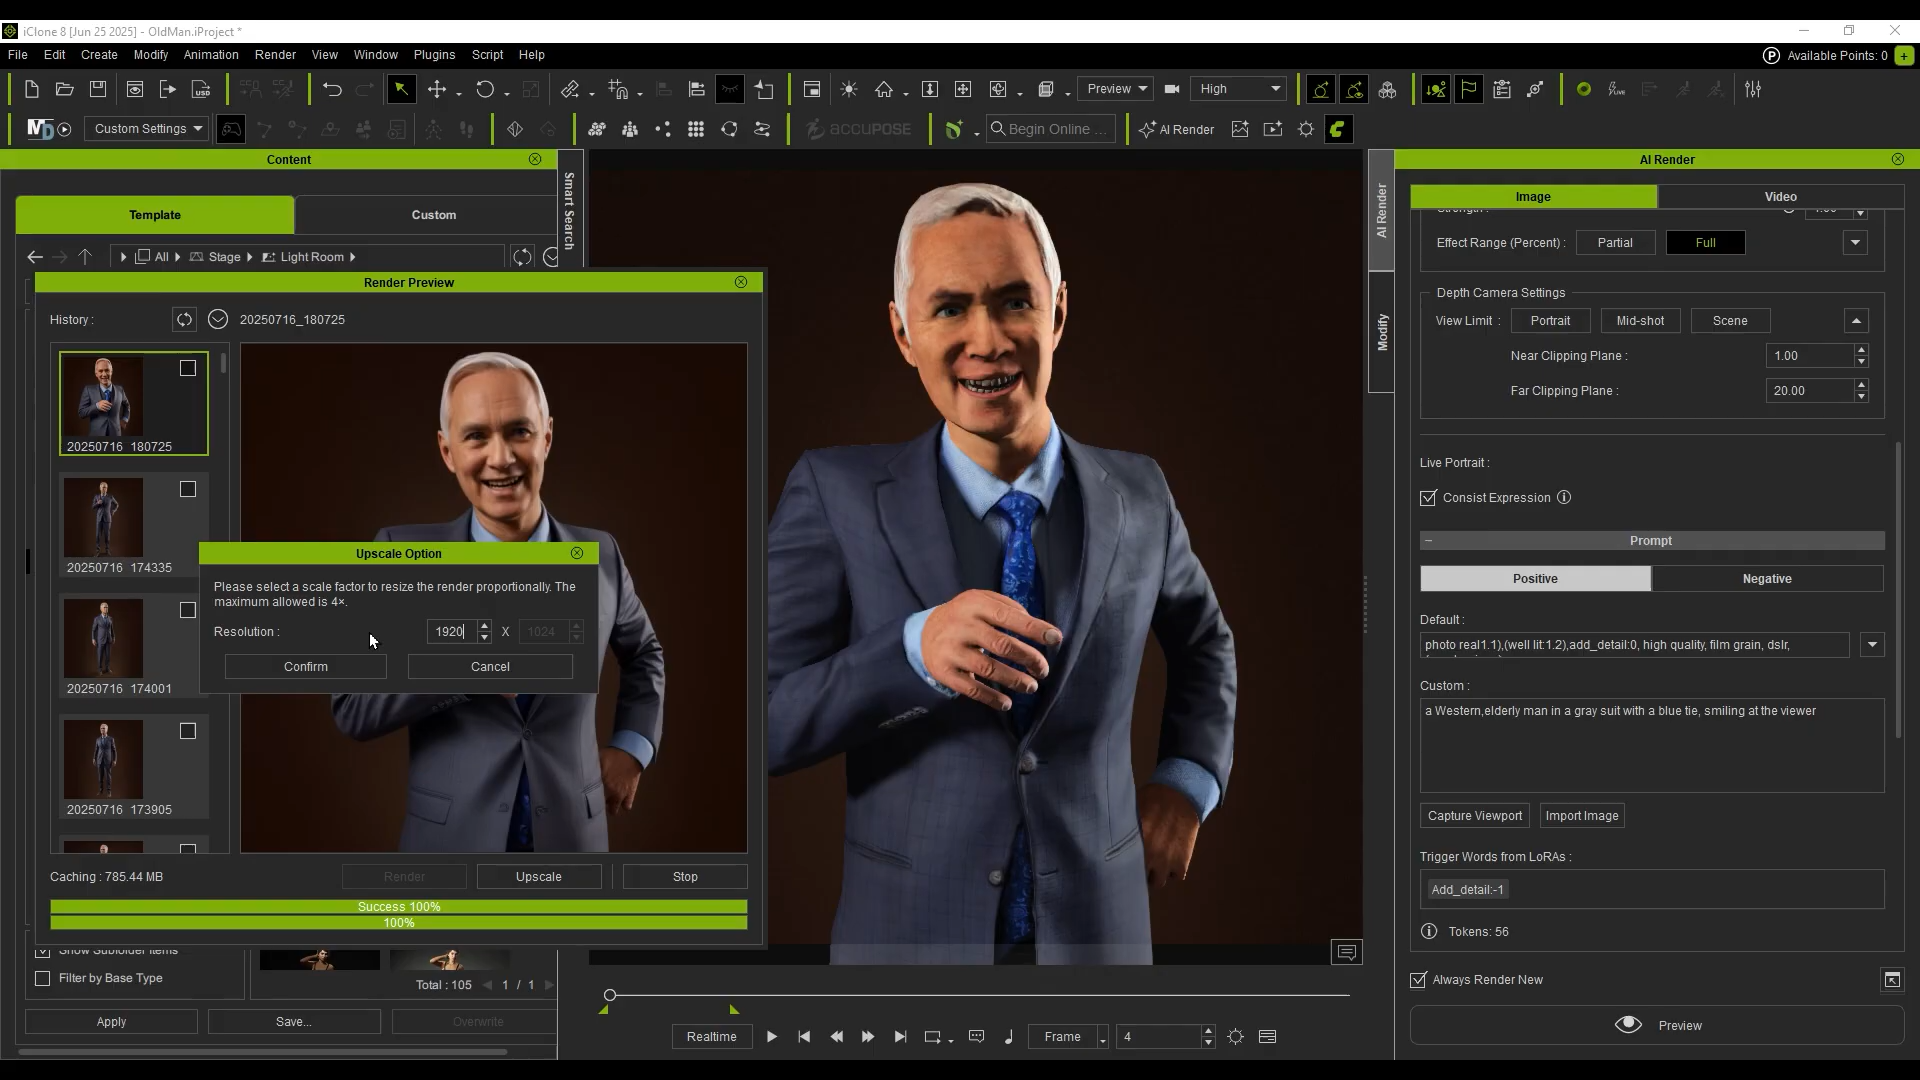 iClone 8 [Jun 25 2025] - OldMan.iProject *
File Edit Create Modify Animation Render View Window Plugins Script Help
Available Points: 0
Preview
High
Custom Settings
ACCUPOSE
Begin Online ...
AI Render
Content
Template
Custom
All Stage Light Room
Smart Search
Render Preview
History :
20250716_180725
20250716_180725
20250716_174335
20250716_174001
20250716_173905
Upscale Option
Please select a scale factor to resize the render proportionally. The
maximum allowed is 4×.
Resolution :
1920 X 1024
Confirm
Cancel
Caching : 785.44 MB
Render
Upscale
Stop
Success 100%
100%
Show Subfolder Items
Filter by Base Type
Total : 105
1 / 1
Apply
Save...
Overwrite
Realtime
Frame
4
AI Render
Modify
AI Render
Image
Video
Strength :
1.00
Effect Range (Percent) :
Partial
Full
Depth Camera Settings
View Limit :
Portrait
Mid-shot
Scene
Near Clipping Plane :
1.00
Far Clipping Plane :
20.00
Live Portrait :
Consist Expression
Prompt
Positive
Negative
Default :
photo real1.1),(well lit:1.2),add_detail:0, high quality, film grain, dslr,
Custom :
a Western,elderly man in a gray suit with a blue tie, smiling at the viewer
Capture Viewport
Import Image
Trigger Words from LoRAs :
Add_detail:-1
Tokens: 56
Always Render New
Preview